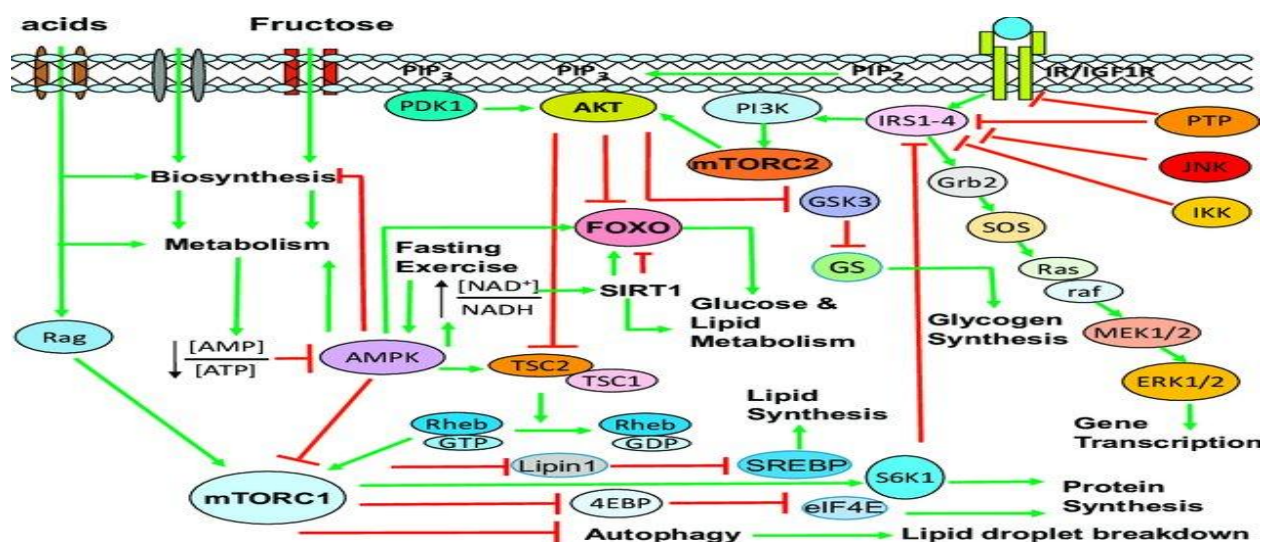 acids
Fructose
PIP3
PIP3
PIP2
IR/IGF1R
PDK1
AKT
PI3K
IRS1-4
PTP
mTORC2
JNK
Biosynthesis
Grb2
GSK3
IKK
FOXO
SOS
Metabolism
Fasting
Exercise
GS
[NAD+]
NADH
SIRT1
Ras
raf
Glucose &
Lipid
Metabolism
Glycogen
Synthesis
Rag
[AMP]
[ATP]
AMPK
TSC2
TSC1
MEK1/2
ERK1/2
Lipid
Synthesis
Rheb
GTP
Rheb
GDP
Gene
Transcription
Lipin1
SREBP
S6K1
mTORC1
4EBP
eIF4E
Protein
Synthesis
Autophagy
Lipid droplet breakdown